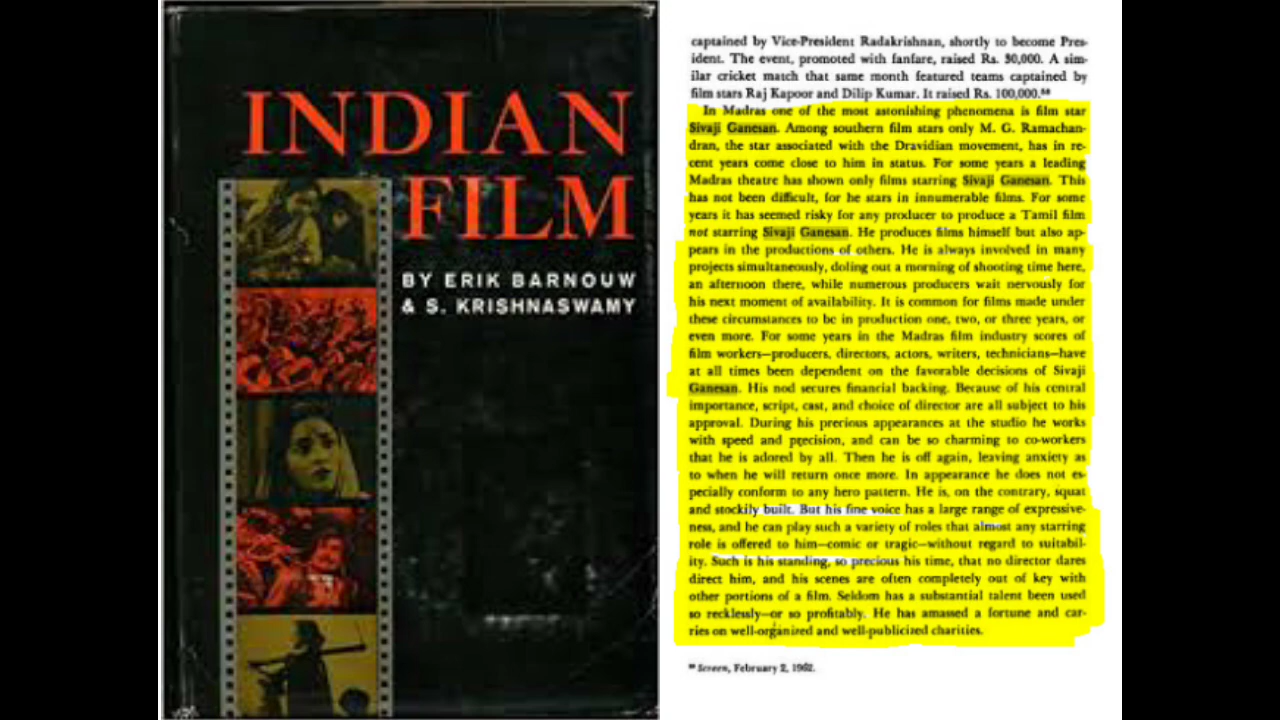 INDIAN
FILM
BY ERIK BARNOUW
& S. KRISHNASWAMY
captained by Vice-President Radakrishnan, shortly to become Pres-
ident. The event, promoted with fanfare, raised Rs. 30,000. A sim-
ilar cricket match that same month featured teams captained by
film stars Raj Kapoor and Dilip Kumar. It raised Rs. 100,000.
In Madras one of the most astonishing phenomena is film star
Sivaji Ganesan. Among southern film stars only M. G. Ramachan-
dran, the star associated with the Dravidian movement, has in re-
cent years come close to him in status. For some years a leading
Madras theatre has shown only films starring Sivaji Ganesan. This
has not been difficult, for he stars in innumerable films. For some
years it has seemed risky for any producer to produce a Tamil film
not starring Sivaji Ganesan. He produces films himself but also ap-
pears in the productions of others. He is always involved in many
projects simultaneously, doling out a morning of shooting time here,
an afternoon there, while numerous producers wait nervously for
his next moment of availability. It is common for films made under
these circumstances to be in production one, two, or three years, or
even more. For some years in the Madras film industry scores of
film workers—producers, directors, actors, writers, technicians—have
at all times been dependent on the favorable decisions of Sivaji
Ganesan. His nod secures financial backing. Because of his central
importance, script, cast, and choice of director are all subject to his
approval. During his precious appearances at the studio he works
with speed and precision, and can be so charming to co-workers
that he is adored by all. Then he is off again, leaving anxiety as
to when he will return once more. In appearance he does not es-
pecially conform to any hero pattern. He is, on the contrary, squat
and stockily built. But his fine voice has a large range of expressive-
ness, and he can play such a variety of roles that almost any starring
role is offered to him—comic or tragic—without regard to suitabil-
ity. Such is his standing, so precious his time, that no director dares
direct him, and his scenes are often completely out of key with
other portions of a film. Seldom has a substantial talent been used
so recklessly—or so profitably. He has amassed a fortune and car-
ries on well-organized and well-publicized charities.
Screen, February 2, 1962.